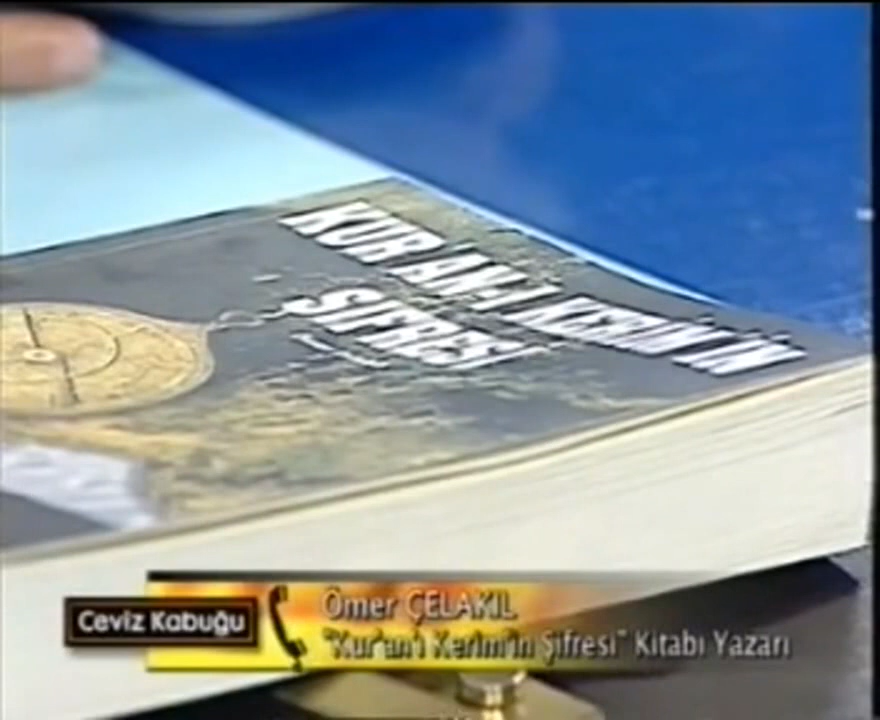 KUR'AN-I KERİM'İN
ŞİFRESİ
Ceviz Kabuğu
Ömer ÇELAKIL
"Kur'an'ı Kerim'in Şifresi" Kitabı Yazarı